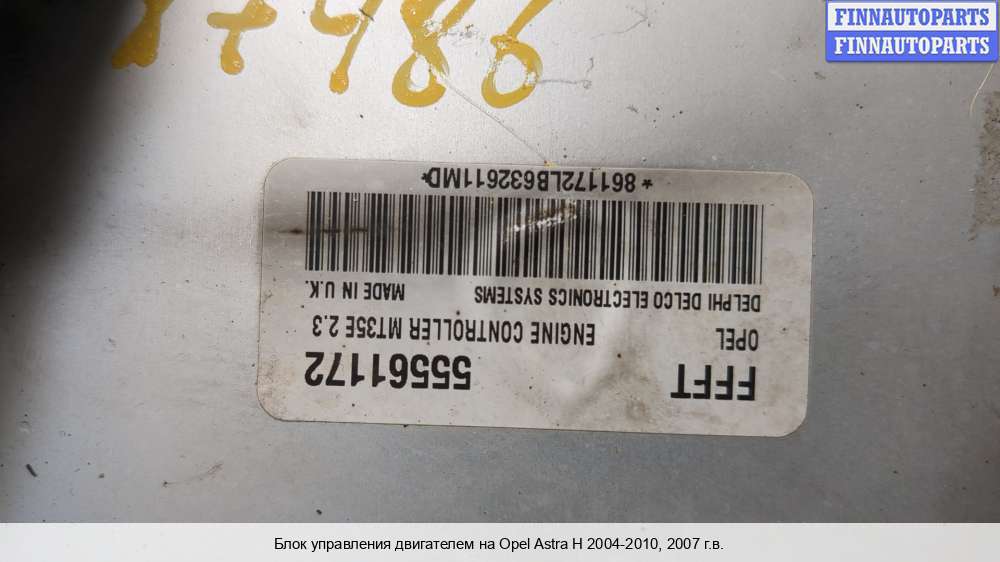 FINNAUTOPARTS
FINNAUTOPARTS
FFFT 55561172
OPEL ENGINE CONTROLLER MT35E 2.3
DELPHI DELCO ELECTRONICS SYSTEMS MADE IN U.K.
*861172LB632611MD*
Блок управления двигателем на Opel Astra H 2004-2010, 2007 г.в.